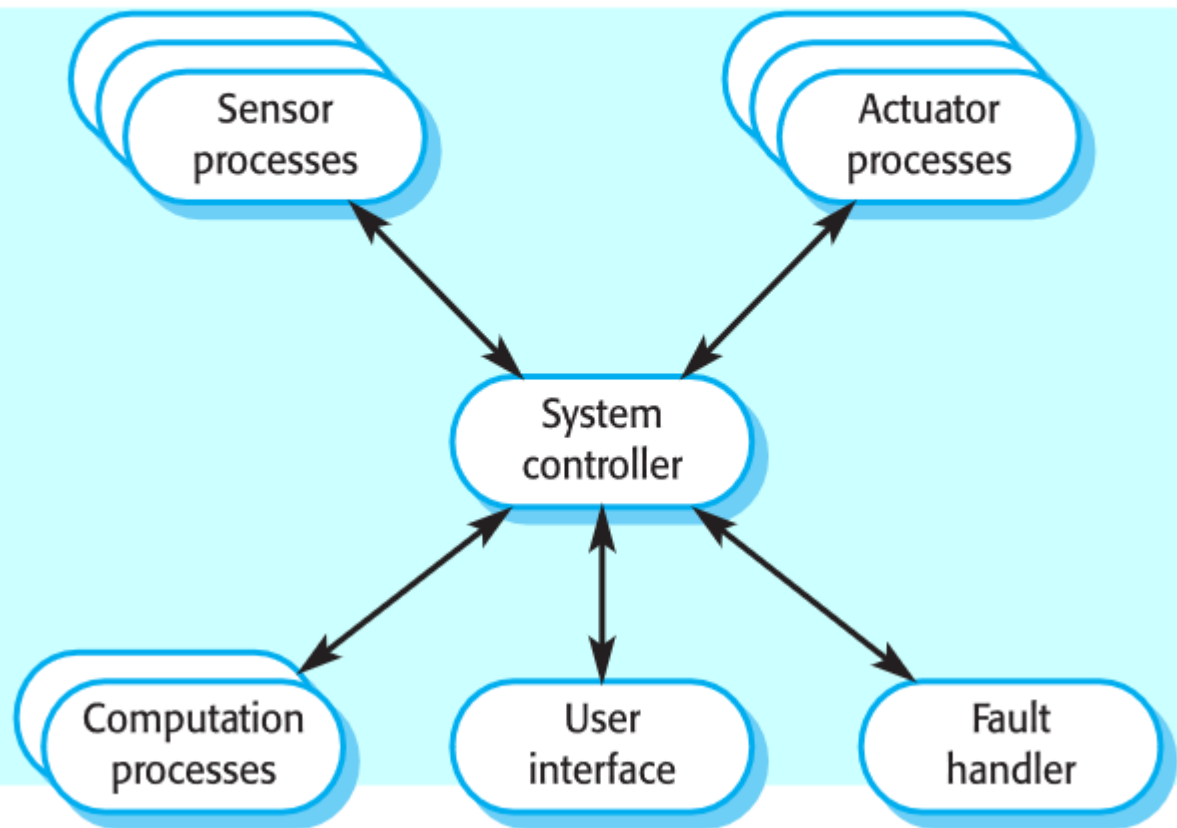 Sensor
processes
Actuator
processes
System
controller
Computation
processes
User
interface
Fault
handler